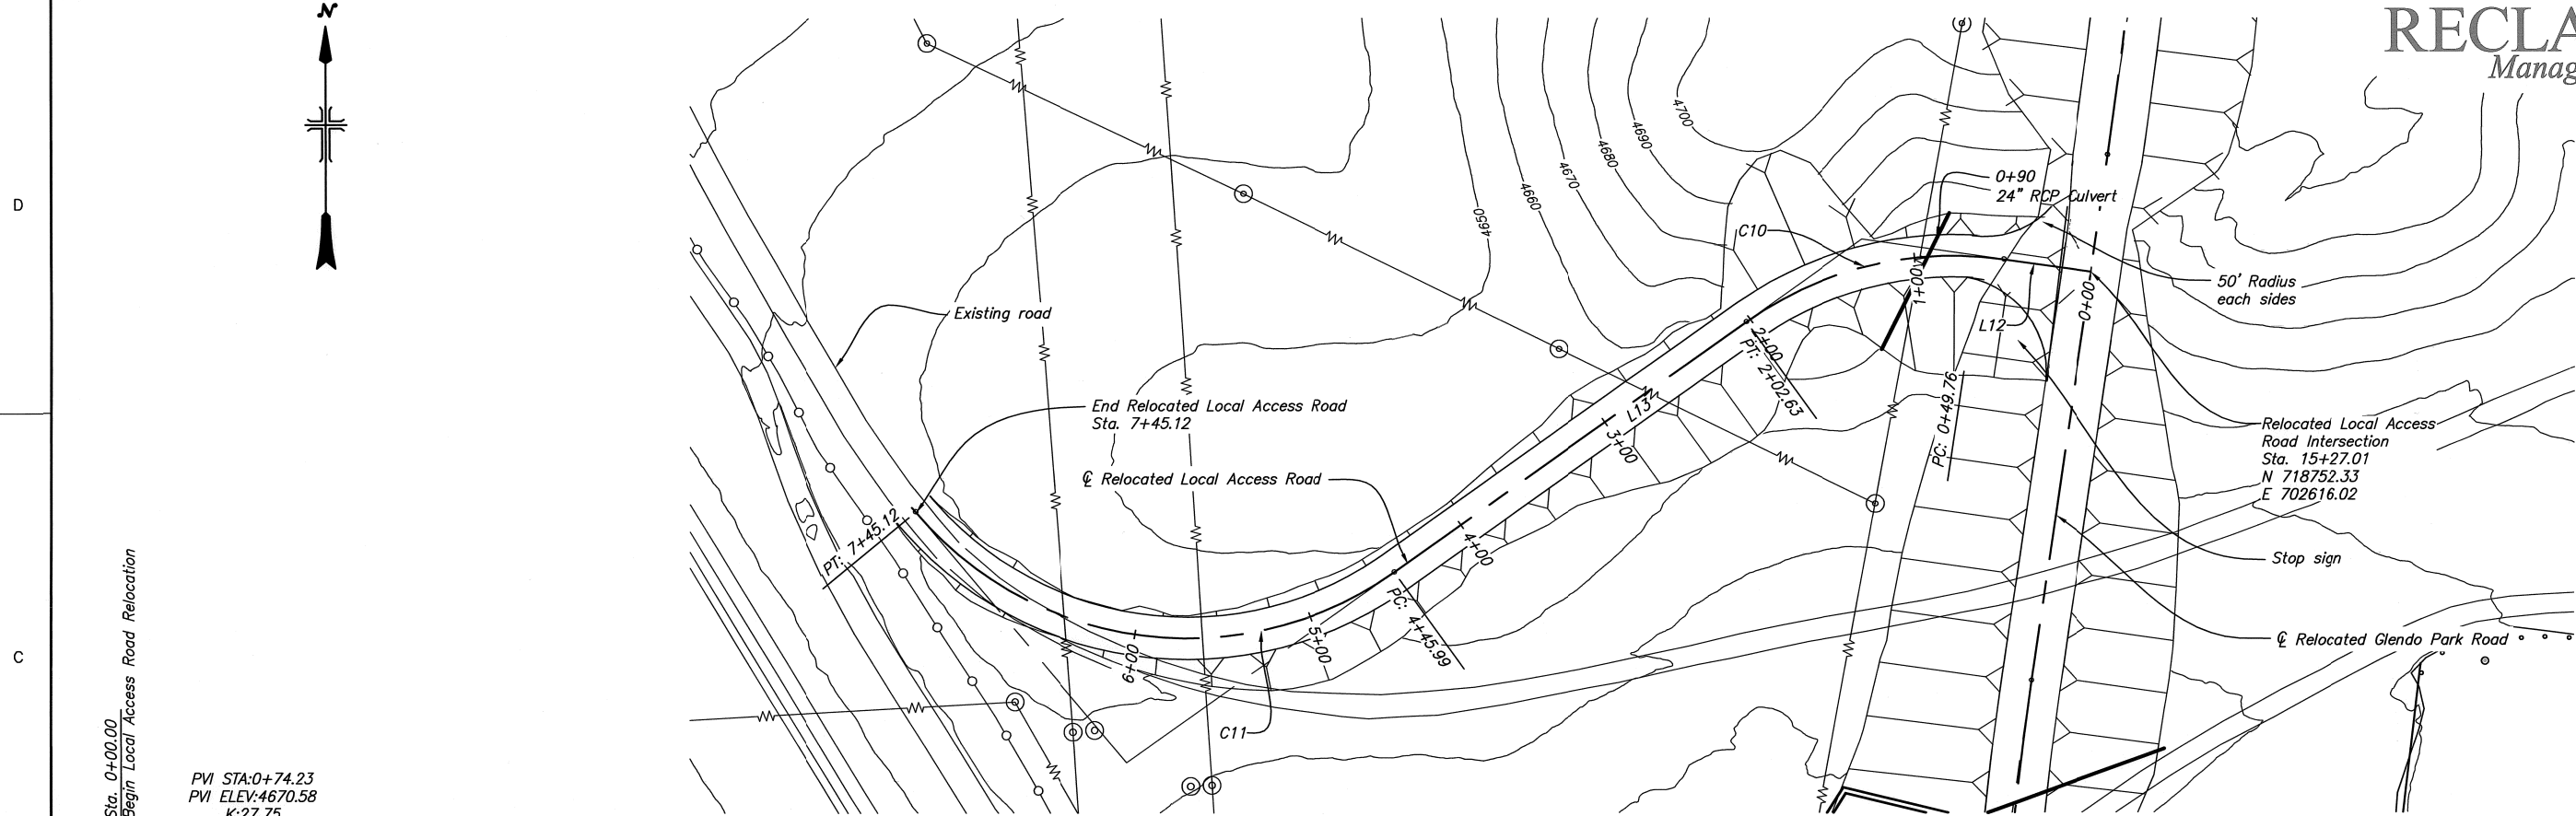 N
RECLA
Manag
D
4700
4690
4680
4670
4660
4650
0+90
24" RCP Culvert
C10
1+00
50' Radius
each sides
L12
0+00
Existing road
2+00
PT: 2+02.63
End Relocated Local Access Road
Sta. 7+45.12
L13
3+00
PC: 0+49.76
Relocated Local Access
Road Intersection
Sta. 15+27.01
N 718752.33
E 702616.02
℄ Relocated Local Access Road
PT: 7+45.12
4+00
Stop sign
PC: 4+45.99
5+00
6+00
℄ Relocated Glendo Park Road
C
C11
Sta. 0+00.00
Begin Local Access Road Relocation
PVI STA:0+74.23
PVI ELEV:4670.58
K:27.75